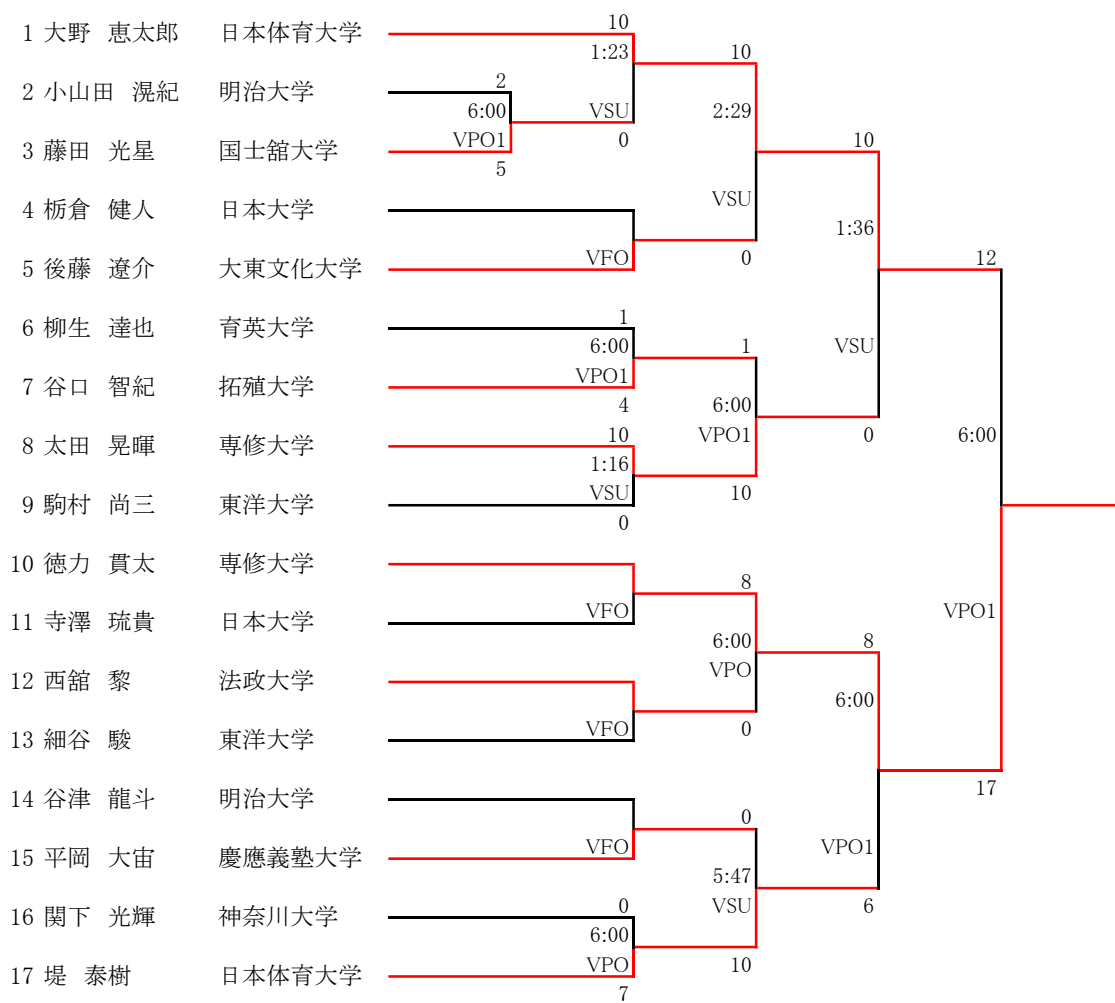 10
1 大野 恵太郎 日本体育大学
1:23
10
2
2 小山田 滉紀 明治大学
6:00
VSU
2:29
VPO1
0
10
3 藤田 光星 国士舘大学
5
VSU
4 栃倉 健人 日本大学
1:36
VFO
0
12
5 後藤 遼介 大東文化大学
1
6 柳生 達也 育英大学
6:00
1
VSU
VPO1
7 谷口 智紀 拓殖大学
4
6:00
10
VPO1
0
6:00
8 太田 晃暉 専修大学
1:16
VSU
10
9 駒村 尚三 東洋大学
0
10 徳力 貫太 専修大学
8
VFO
VPO1
11 寺澤 琉貴 日本大学
6:00
8
VPO
12 西舘 黎 法政大学
6:00
VFO
0
13 細谷 駿 東洋大学
17
14 谷津 龍斗 明治大学
0
VFO
VPO1
15 平岡 大宙 慶應義塾大学
5:47
0
VSU
6
16 関下 光輝 神奈川大学
6:00
VPO
10
17 堤 泰樹 日本体育大学
7